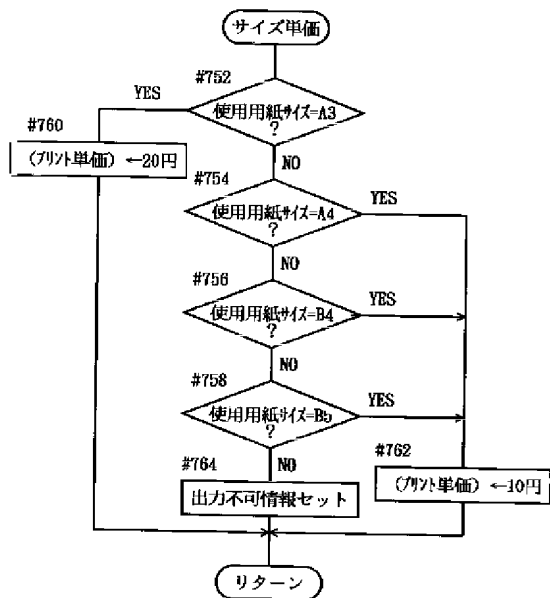 サイズ単価
#752
YES
使用用紙サイズ=A3
?
#760
(プリント単価) ←20円
NO
#754
YES
使用用紙サイズ=A4
?
NO
#756
YES
使用用紙サイズ=B4
?
NO
#758
YES
使用用紙サイズ=B5
?
#764
NO
#762
出力不可情報セット
(プリント単価) ←10円
リターン